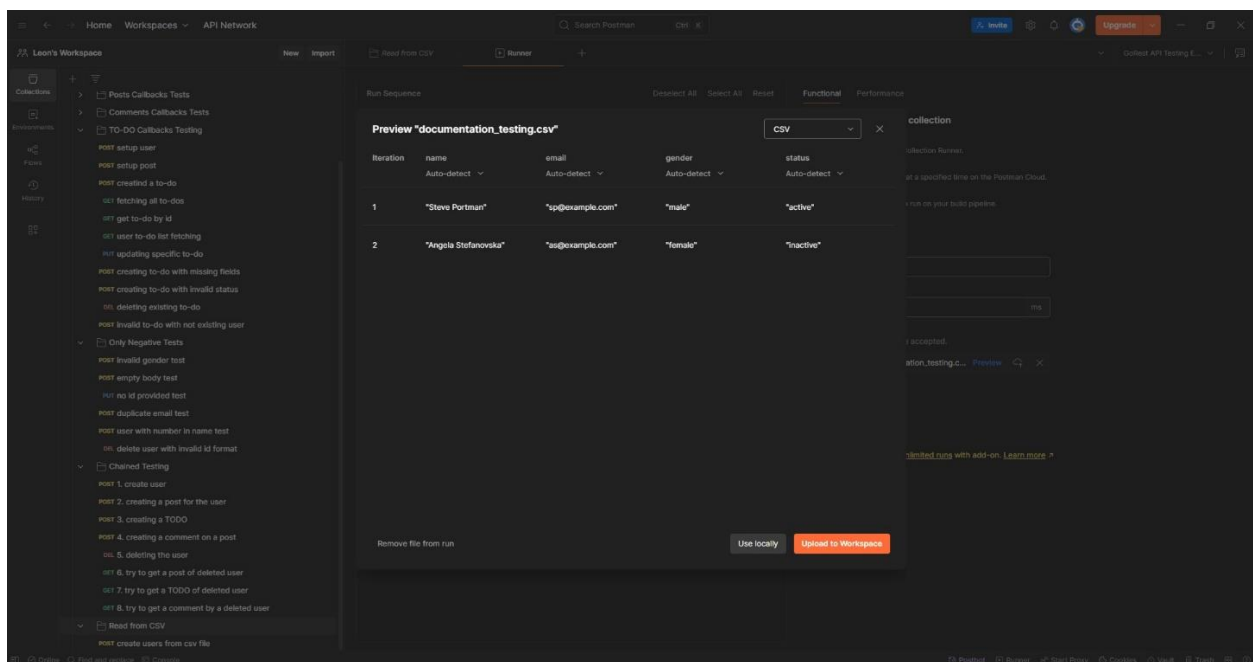 Home Workspaces API Network
Search Postman Ctrl K
Invite
Upgrade
Leon's Workspace
New Import
Read from CSV
Runner
GoRest API Testing E...
Collections
Environments
Flows
History
Posts Callbacks Tests
Comments Callbacks Tests
TO-DO Callbacks Testing
POST setup user
POST setup post
POST creatind a to-do
GET fetching all to-dos
GET get to-do by id
GET user to-do list fetching
PUT updating specific to-do
POST creating to-do with missing fields
POST creating to-do with invalid status
DEL deleting existing to-do
POST invalid to-do with not existing user
Only Negative Tests
POST invalid gender test
POST empty body test
PUT no id provided test
POST duplicate email test
POST user with number in name test
DEL delete user with invalid id format
Chained Testing
POST 1. create user
POST 2. creating a post for the user
POST 3. creating a TODO
POST 4. creating a comment on a post
DEL 5. deleting the user
GET 6. try to get a post of deleted user
GET 7. try to get a TODO of deleted user
GET 8. try to get a comment by a deleted user
Read from CSV
POST create users from csv file
Run Sequence
Deselect All Select All Reset
Functional Performance
Preview "documentation_testing.csv"
CSV
Iteration name email gender status
Auto-detect Auto-detect Auto-detect Auto-detect
1 "Steve Portman" "sp@example.com" "male" "active"
2 "Angela Stefanovska" "as@example.com" "female" "inactive"
Remove file from run
Use locally
Upload to Workspace
collection
ollection Runner.
at a specified time on the Postman Cloud.
run on your build pipeline.
ms
accepted.
ation_testing.c... Preview
nlimited runs with add-on. Learn more
Online Find and replace Console
Postbot Runner Start Proxy Cookies Vault Trash